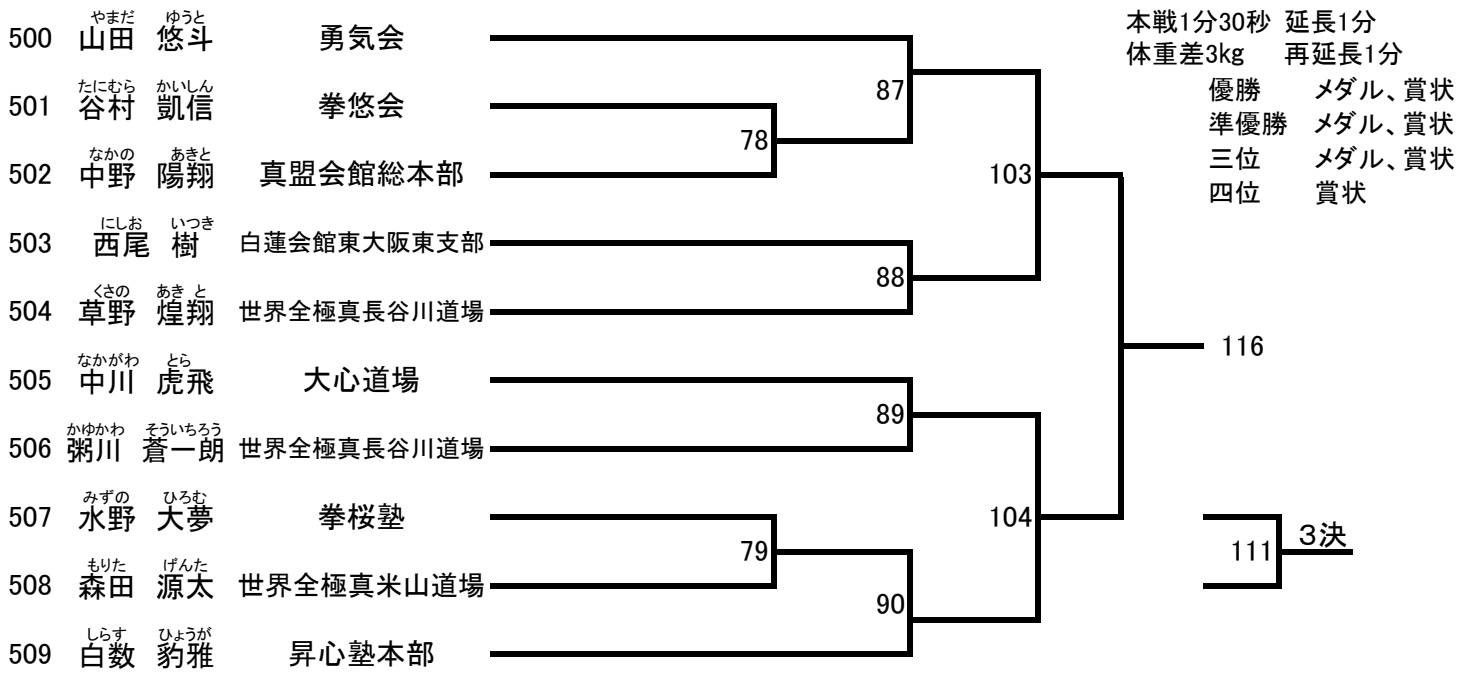 やまだ ゆうと
500 山田 悠斗 勇気会
たにむら かいしん
501 谷村 凱信 拳悠会
なかの あきと
502 中野 陽翔 真盟会館総本部
にしお いつき
503 西尾 樹 白蓮会館東大阪東支部
くさの あき と
504 草野 煌翔 世界全極真長谷川道場
なかがわ とら
505 中川 虎飛 大心道場
かゆかわ そういちろう
506 粥川 蒼一朗 世界全極真長谷川道場
みずの ひろむ
507 水野 大夢 拳桜塾
もりた げんた
508 森田 源太 世界全極真米山道場
しらす ひょうが
509 白数 豹雅 昇心塾本部
78
79
87
88
89
90
103
104
116
本戦1分30秒 延長1分
体重差3kg 再延長1分
優勝 メダル、賞状
準優勝 メダル、賞状
三位 メダル、賞状
四位 賞状
111 3決